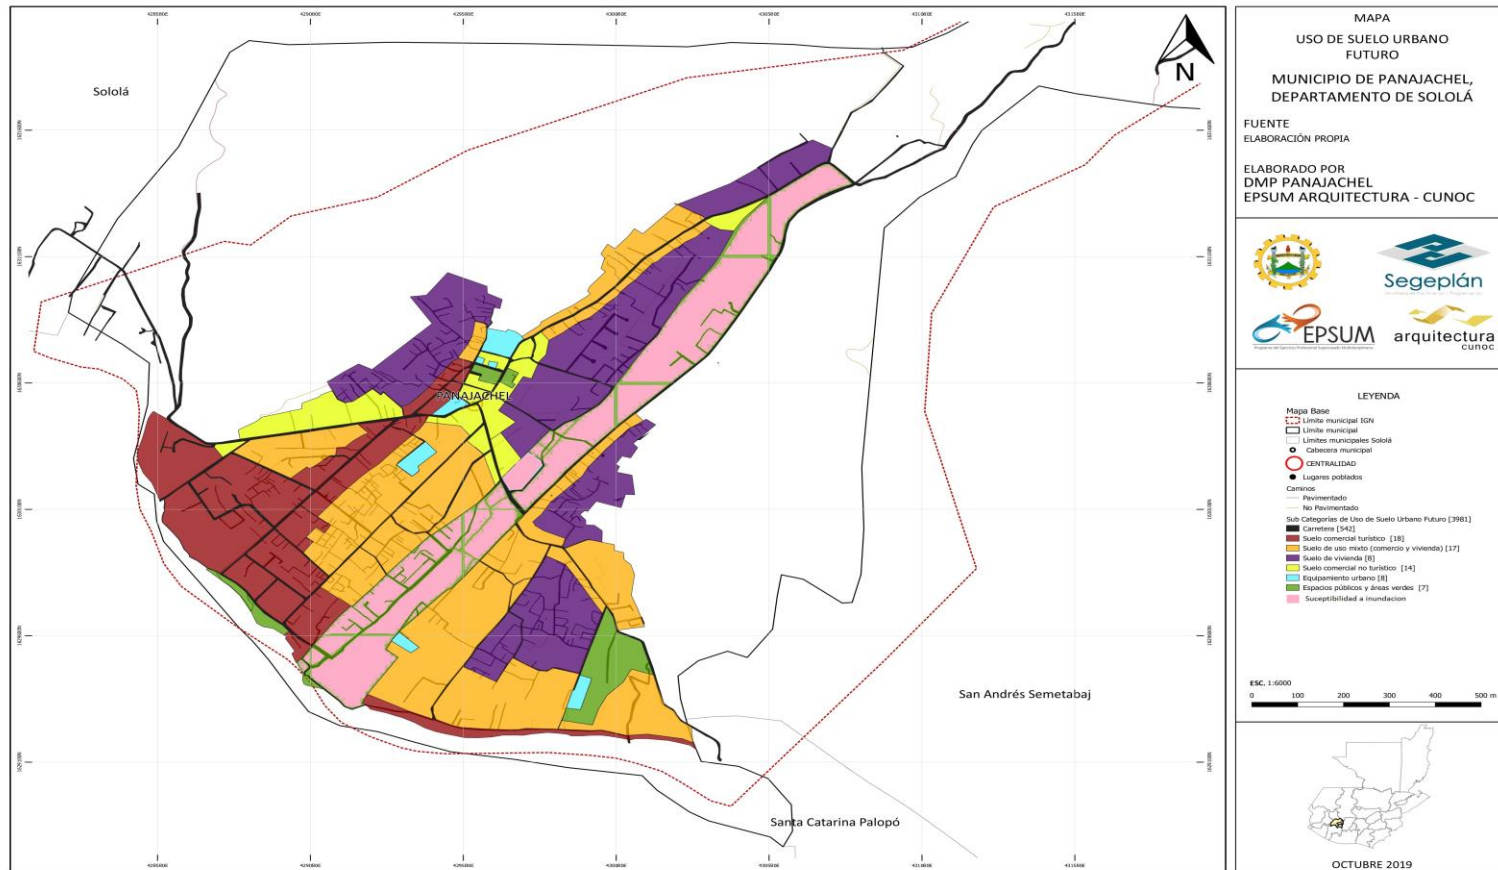 Sololá
PANAJACHEL
San Andrés Semetabaj
Santa Catarina Palopó
N
MAPA
USO DE SUELO URBANO
FUTURO
MUNICIPIO DE PANAJACHEL,
DEPARTAMENTO DE SOLOLÁ
FUENTE
ELABORACIÓN PROPIA
ELABORADO POR
DMP PANAJACHEL
EPSUM ARQUITECTURA - CUNOC
Segeplán
EPSUM
arquitectura
cunoc
LEYENDA
Mapa Base
Límite municipal IGN
Límite municipal
Límites municipales Sololá
Cabecera municipal
CENTRALIDAD
Lugares poblados
Caminos
Pavimentado
No Pavimentado
Sub Categorías de Uso de Suelo Urbano Futuro [3981]
Carretera [542]
Suelo comercial turístico [18]
Suelo de uso mixto (comercio y vivienda) [17]
Suelo de vivienda [8]
Suelo comercial no turístico [14]
Equipamiento urbano [8]
Espacios públicos y áreas verdes [7]
Suceptibilidad a inundacion
ESC. 1:6000
0 100 200 300 400 500 m
OCTUBRE 2019